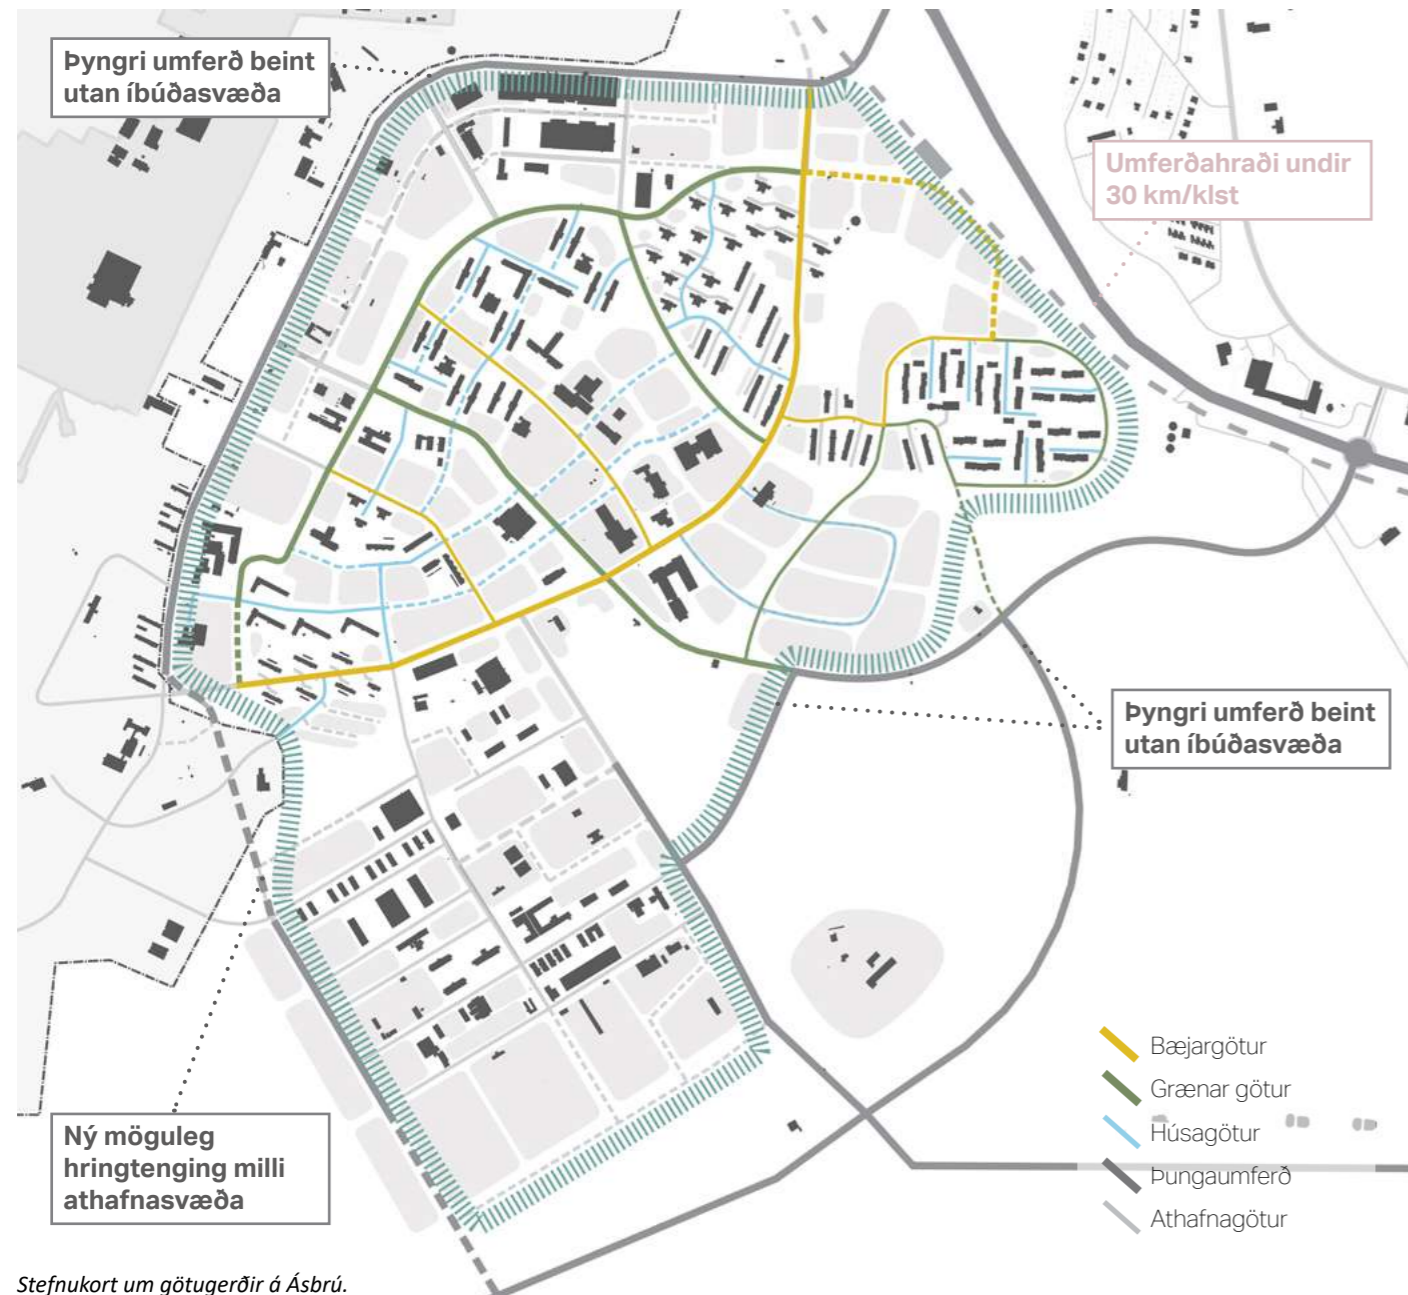 Þyngri umferð beint
utan íbúðasvæða
Umferðahraði undir
30 km/klst
Þyngri umferð beint
utan íbúðasvæða
Ný möguleg
hringtenging milli
athafnasvæða
Bæjargötur
Grænar götur
Húsagötur
Þungaumferð
Athafnagötur
Stefnukort um götugerðir á Ásbrú.